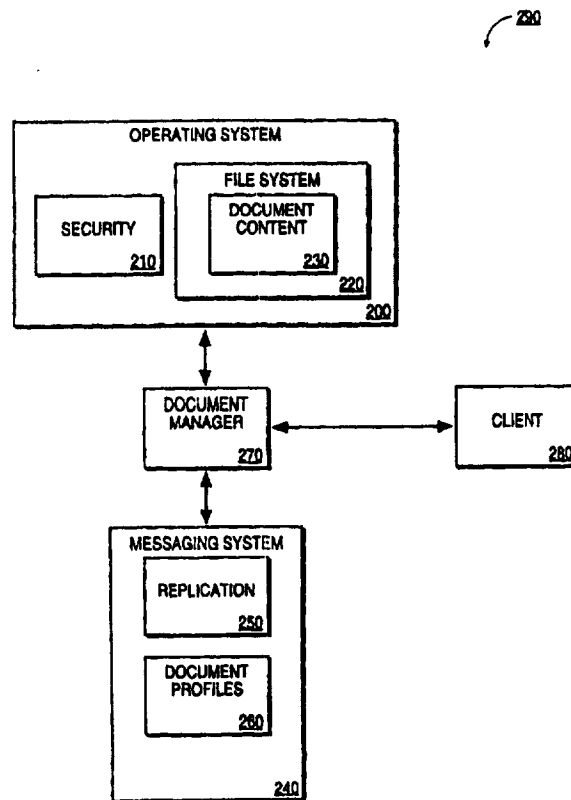 290
OPERATING SYSTEM
FILE SYSTEM
SECURITY
210
DOCUMENT
CONTENT
230
220
200
DOCUMENT
MANAGER
270
CLIENT
280
MESSAGING SYSTEM
REPLICATION
250
DOCUMENT
PROFILES
260
240